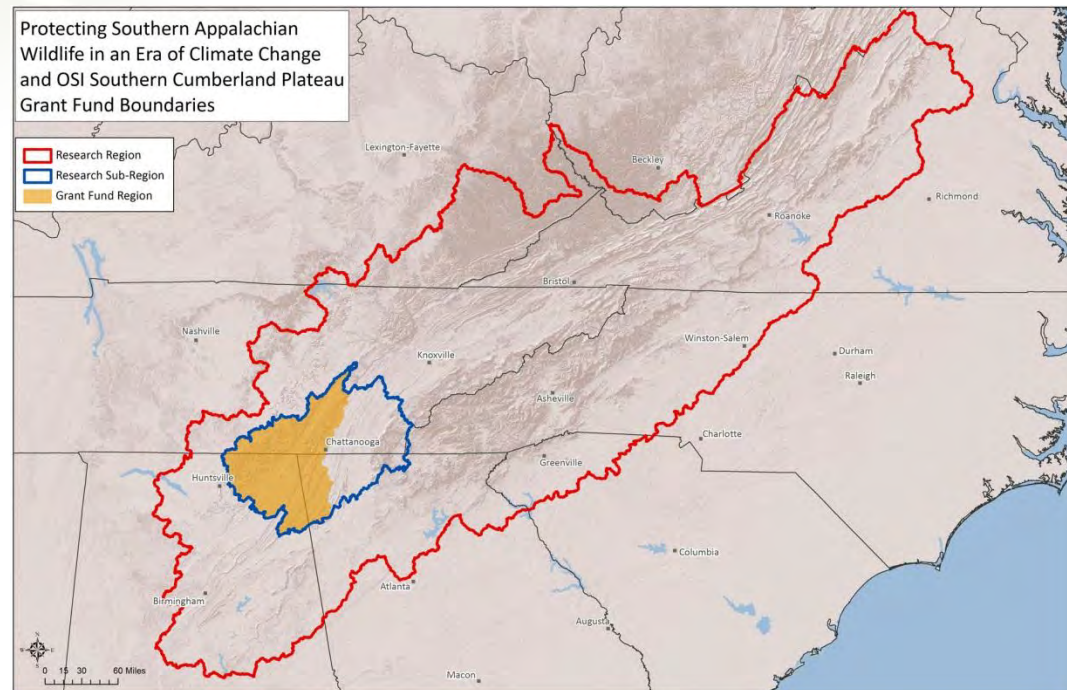 Protecting Southern Appalachian
Wildlife in an Era of Climate Change
and OSI Southern Cumberland Plateau
Grant Fund Boundaries
Research Region
Research Sub-Region
Grant Fund Region
Lexington-Fayette
Beckley
Richmond
Roanoke
Bristol
Nashville
Knoxville
Winston-Salem
Durham
Raleigh
Asheville
Chattanooga
Charlotte
Greenville
Huntsville
Columbia
Atlanta
Birmingham
Augusta
Macon
N
W
E
S
0 15 30 60 Miles